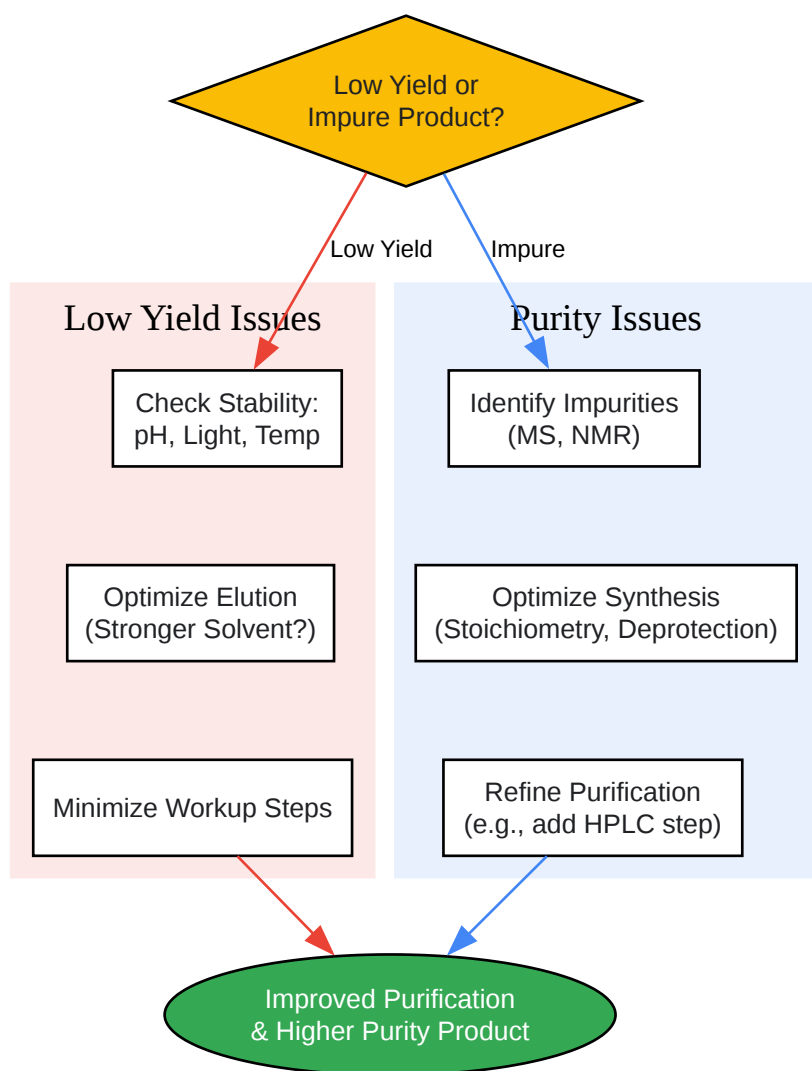 Low Yield or
Impure Product?
Low Yield
Impure
Low Yield Issues
Check Stability:
pH, Light, Temp
Optimize Elution
(Stronger Solvent?)
Minimize Workup Steps
Purity Issues
Identify Impurities
(MS, NMR)
Optimize Synthesis
(Stoichiometry, Deprotection)
Refine Purification
(e.g., add HPLC step)
Improved Purification
& Higher Purity Product